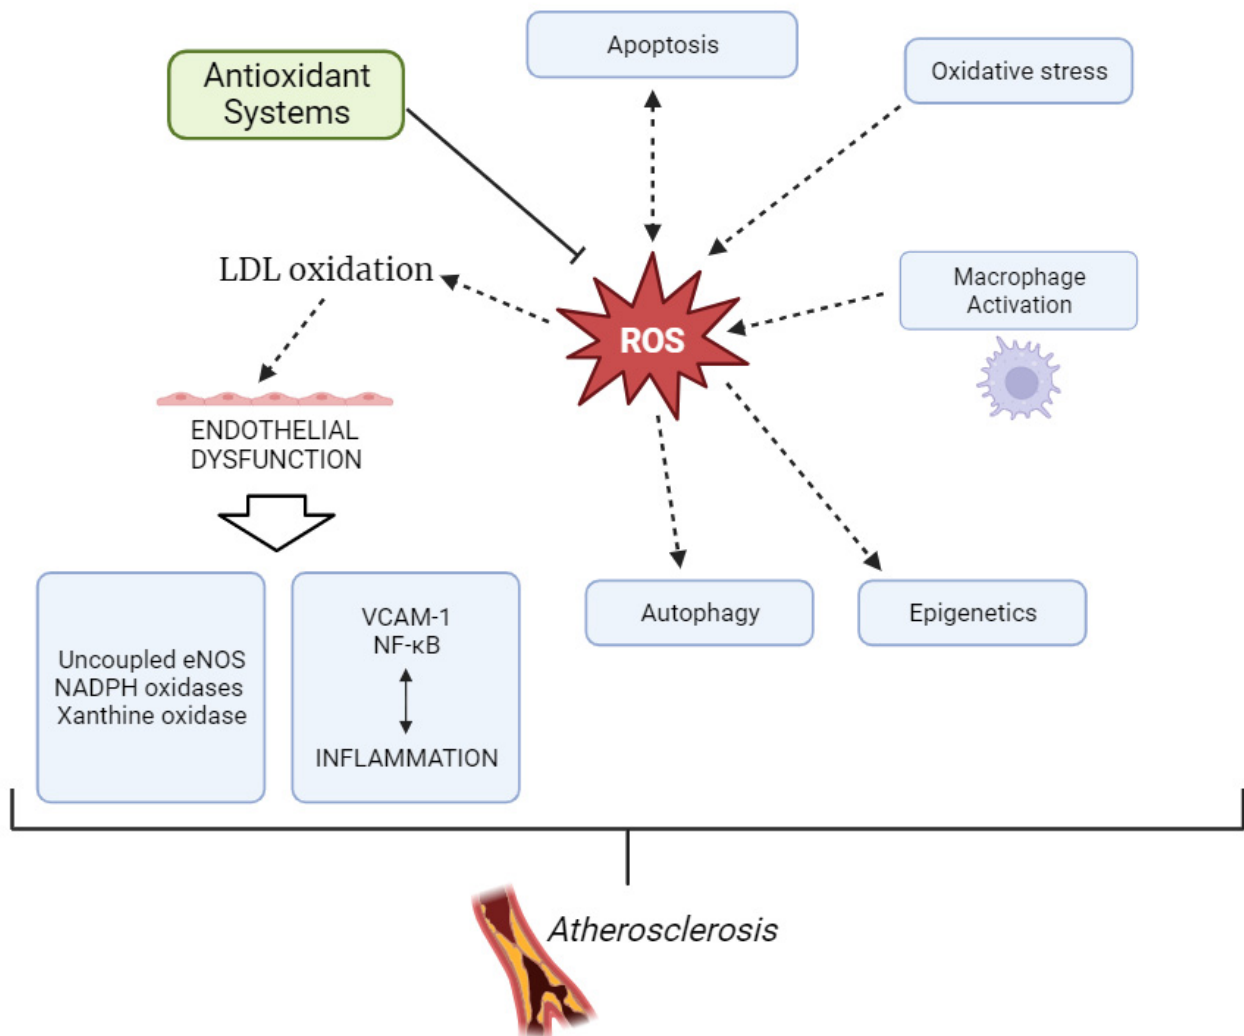 Apoptosis
Antioxidant
Systems
Oxidative stress
LDL oxidation
Macrophage
Activation
ROS
ENDOTHELIAL
DYSFUNCTION
Uncoupled eNOS
NADPH oxidases
Xanthine oxidase
VCAM-1
NF-κB
INFLAMMATION
Autophagy
Epigenetics
Atherosclerosis